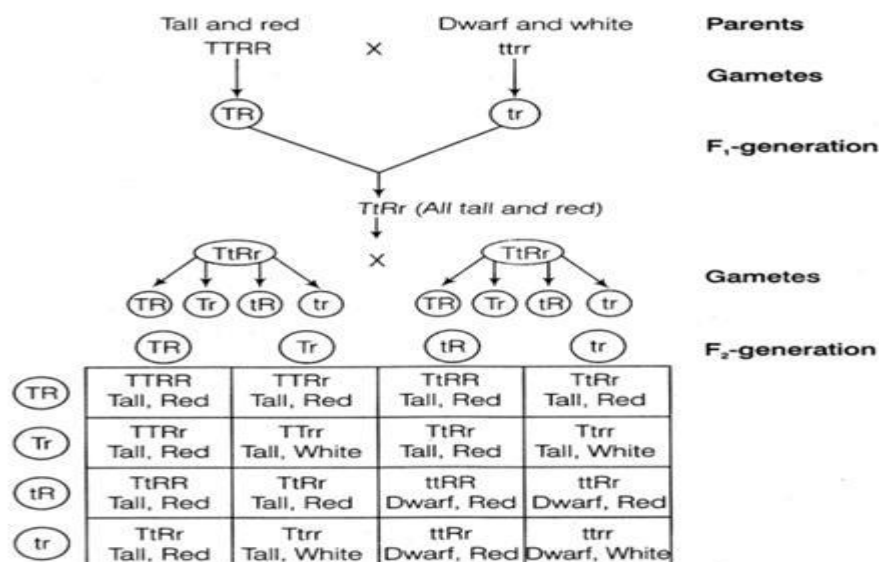 Tall and red Dwarf and white Parents
TTRR × ttrr
Gametes
TR tr
F₁-generation
TtRr (All tall and red)
TtRr × TtRr
Gametes
TR Tr tR tr TR Tr tR tr
TR Tr tR tr F₂-generation
TR TTRR TTRr TtRR TtRr
Tall, Red Tall, Red Tall, Red Tall, Red
Tr TTRr TTrr TtRr Ttrr
Tall, Red Tall, White Tall, Red Tall, White
tR TtRR TtRr ttRR ttRr
Tall, Red Tall, Red Dwarf, Red Dwarf, Red
tr TtRr Ttrr ttRr ttrr
Tall, Red Tall, White Dwarf, Red Dwarf, White